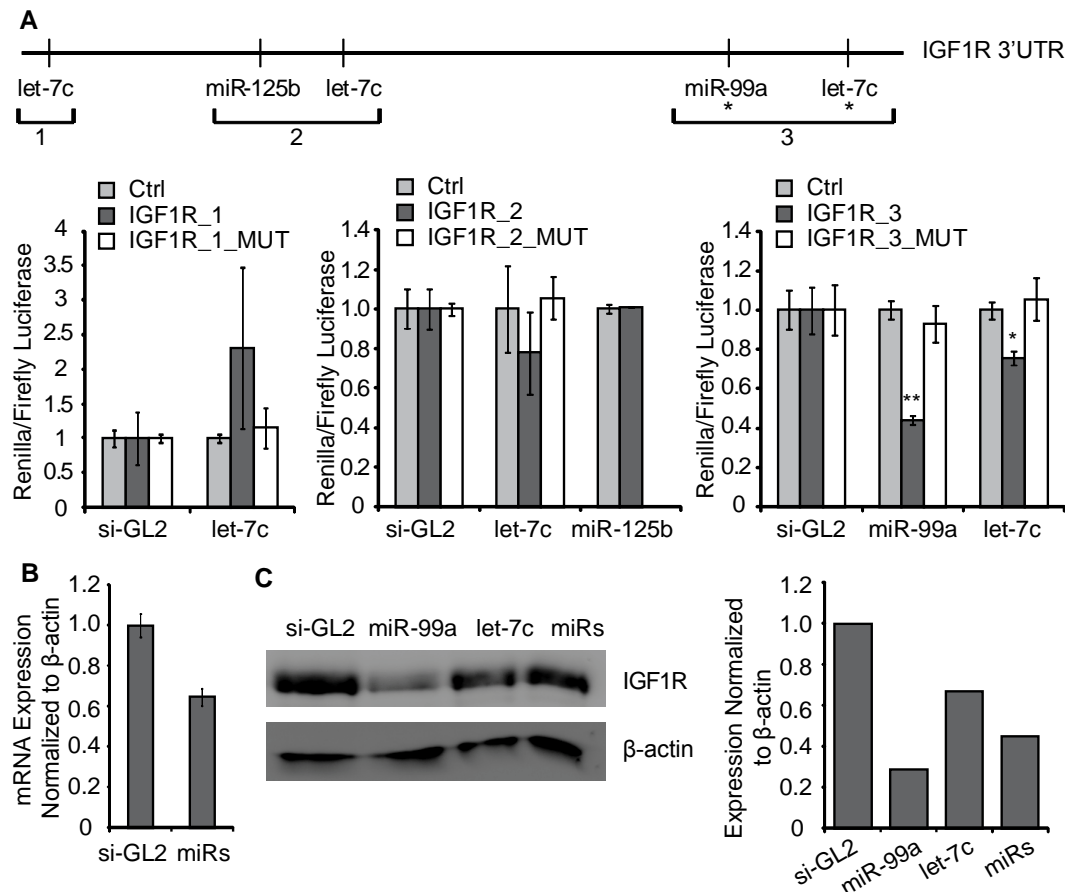 A
IGF1R 3'UTR
let-7c miR-125b let-7c miR-99a let-7c
* *
1 2 3
Ctrl
IGF1R_1
IGF1R_1_MUT
Renilla/Firefly Luciferase
4
3.5
3
2.5
2
1.5
1
0.5
0
si-GL2 let-7c
Ctrl
IGF1R_2
IGF1R_2_MUT
Renilla/Firefly Luciferase
1.4
1.2
1.0
0.8
0.6
0.4
0.2
0
si-GL2 let-7c miR-125b
Ctrl
IGF1R_3
IGF1R_3_MUT
Renilla/Firefly Luciferase
1.4
1.2
1.0
0.8
0.6
0.4
0.2
0
**
*
si-GL2 miR-99a let-7c
B
mRNA Expression
Normalized to β-actin
1.2
1.0
0.8
0.6
0.4
0.2
0
si-GL2 miRs
C
si-GL2 miR-99a let-7c miRs
IGF1R
β-actin
Expression Normalized
to β-actin
1.2
1.0
0.8
0.6
0.4
0.2
0
si-GL2 miR-99a let-7c miRs